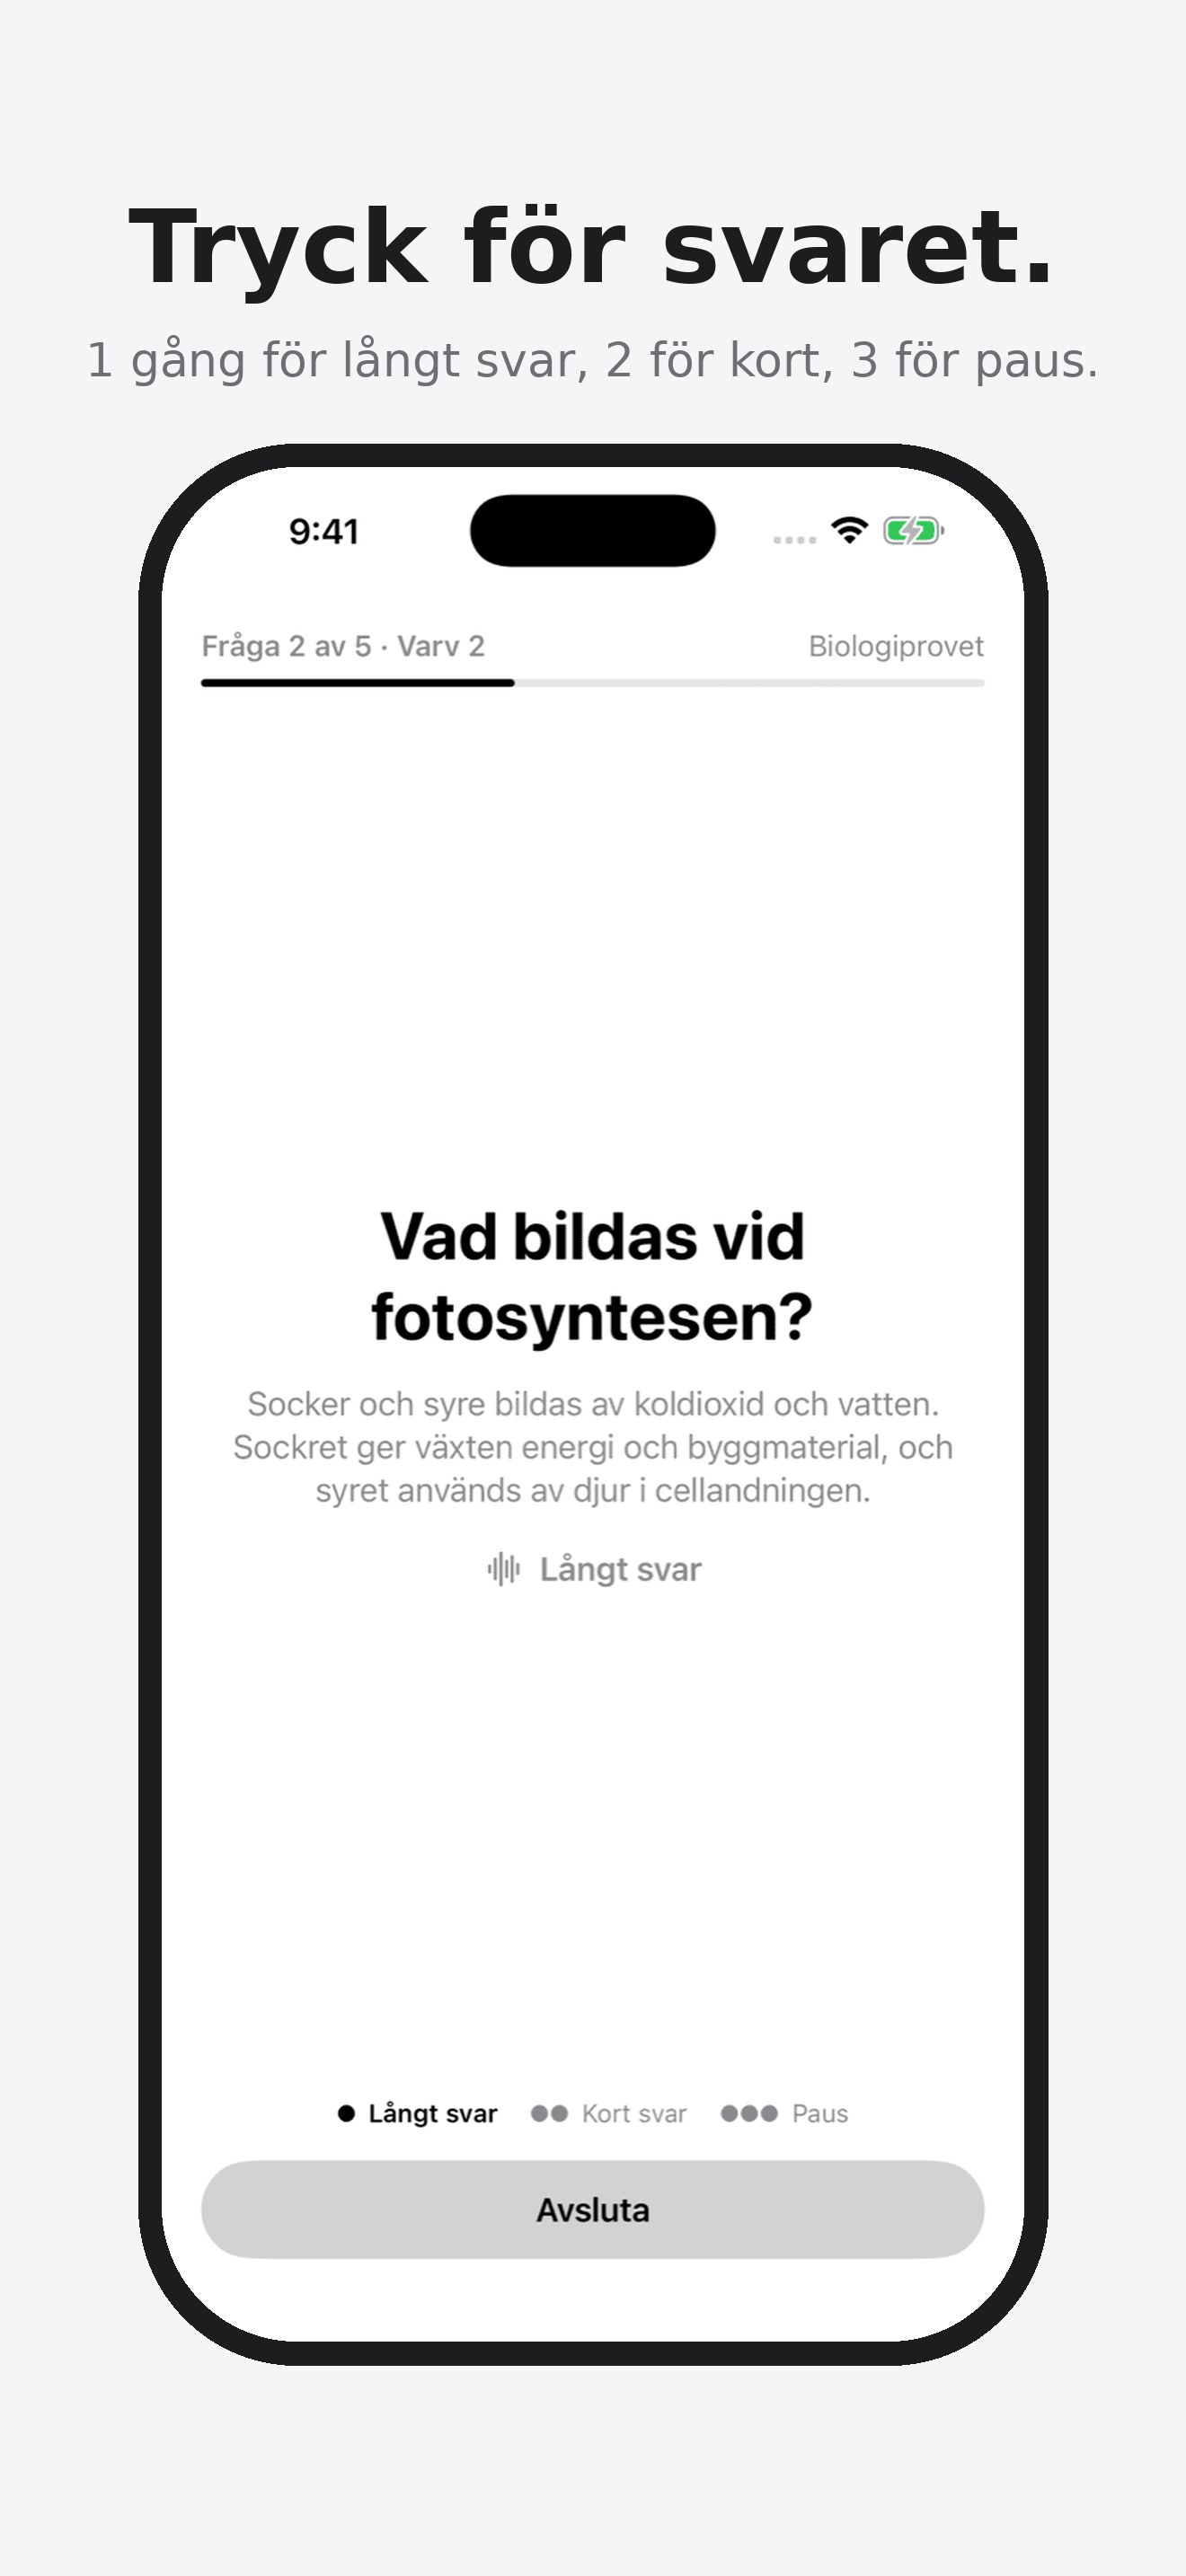 Tryck för svaret.
1 gång för långt svar, 2 för kort, 3 för paus.
9:41
Fråga 2 av 5 · Varv 2
Biologiprovet
Vad bildas vid
fotosyntesen?
Socker och syre bildas av koldioxid och vatten.
Sockret ger växten energi och byggmaterial, och
syret används av djur i cellandningen.
Långt svar
Långt svar
Kort svar
Paus
Avsluta